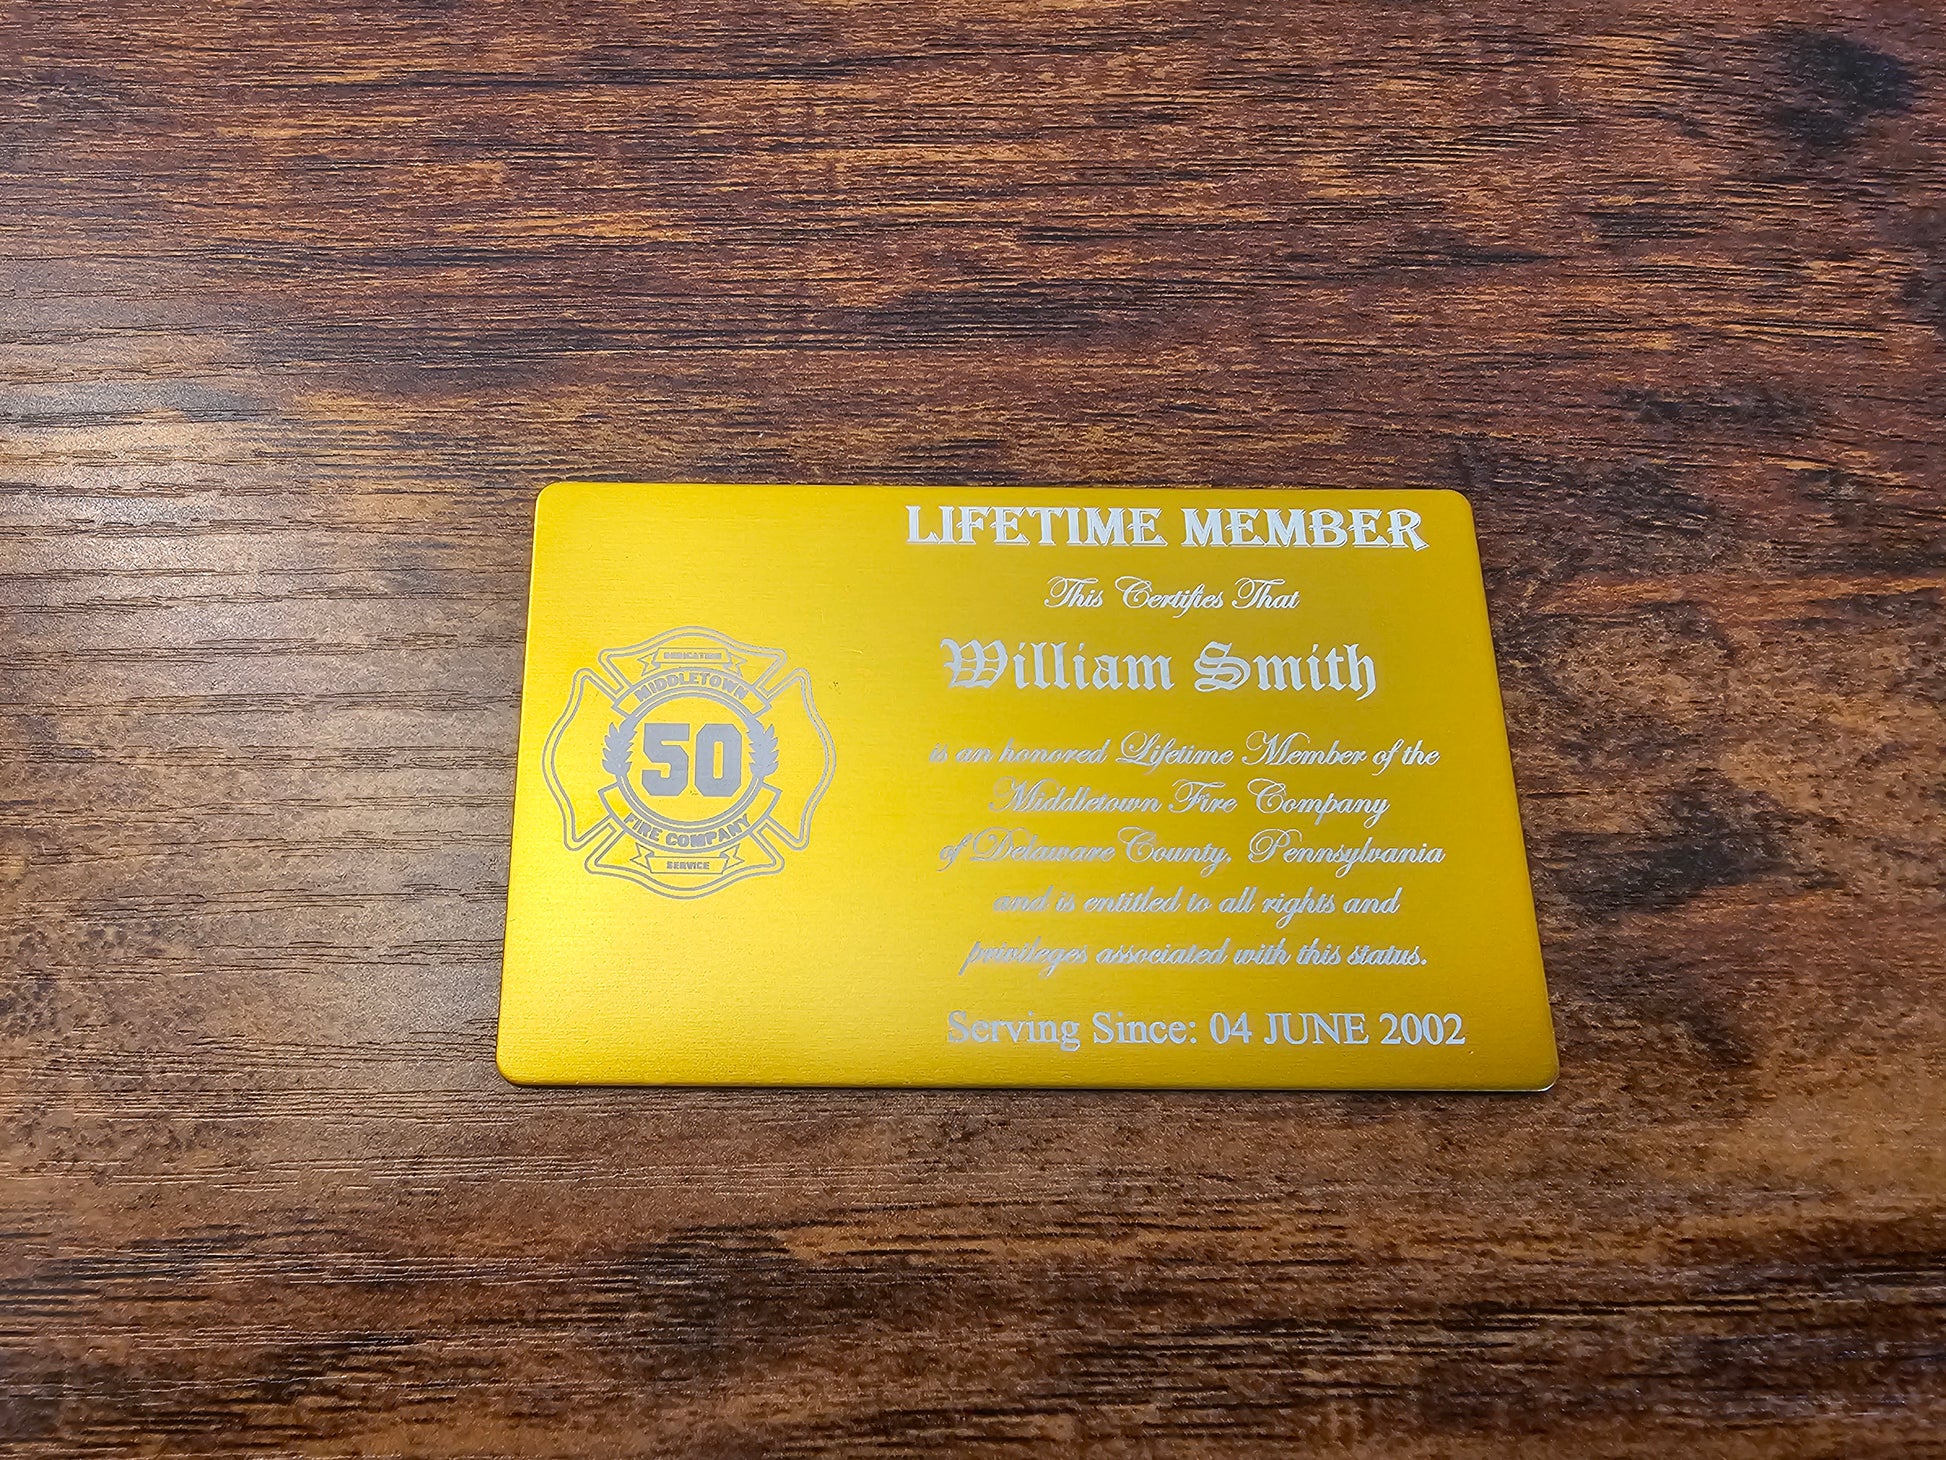 LIFETIME MEMBER
This Certifies That
William Smith
is an honored Lifetime Member of the
Middletown Fire Company
of Delaware County, Pennsylvania
and is entitled to all rights and
privileges associated with this status.
Serving Since: 04 JUNE 2002
DEDICATION
MIDDLETOWN
50
FIRE COMPANY
SERVICE